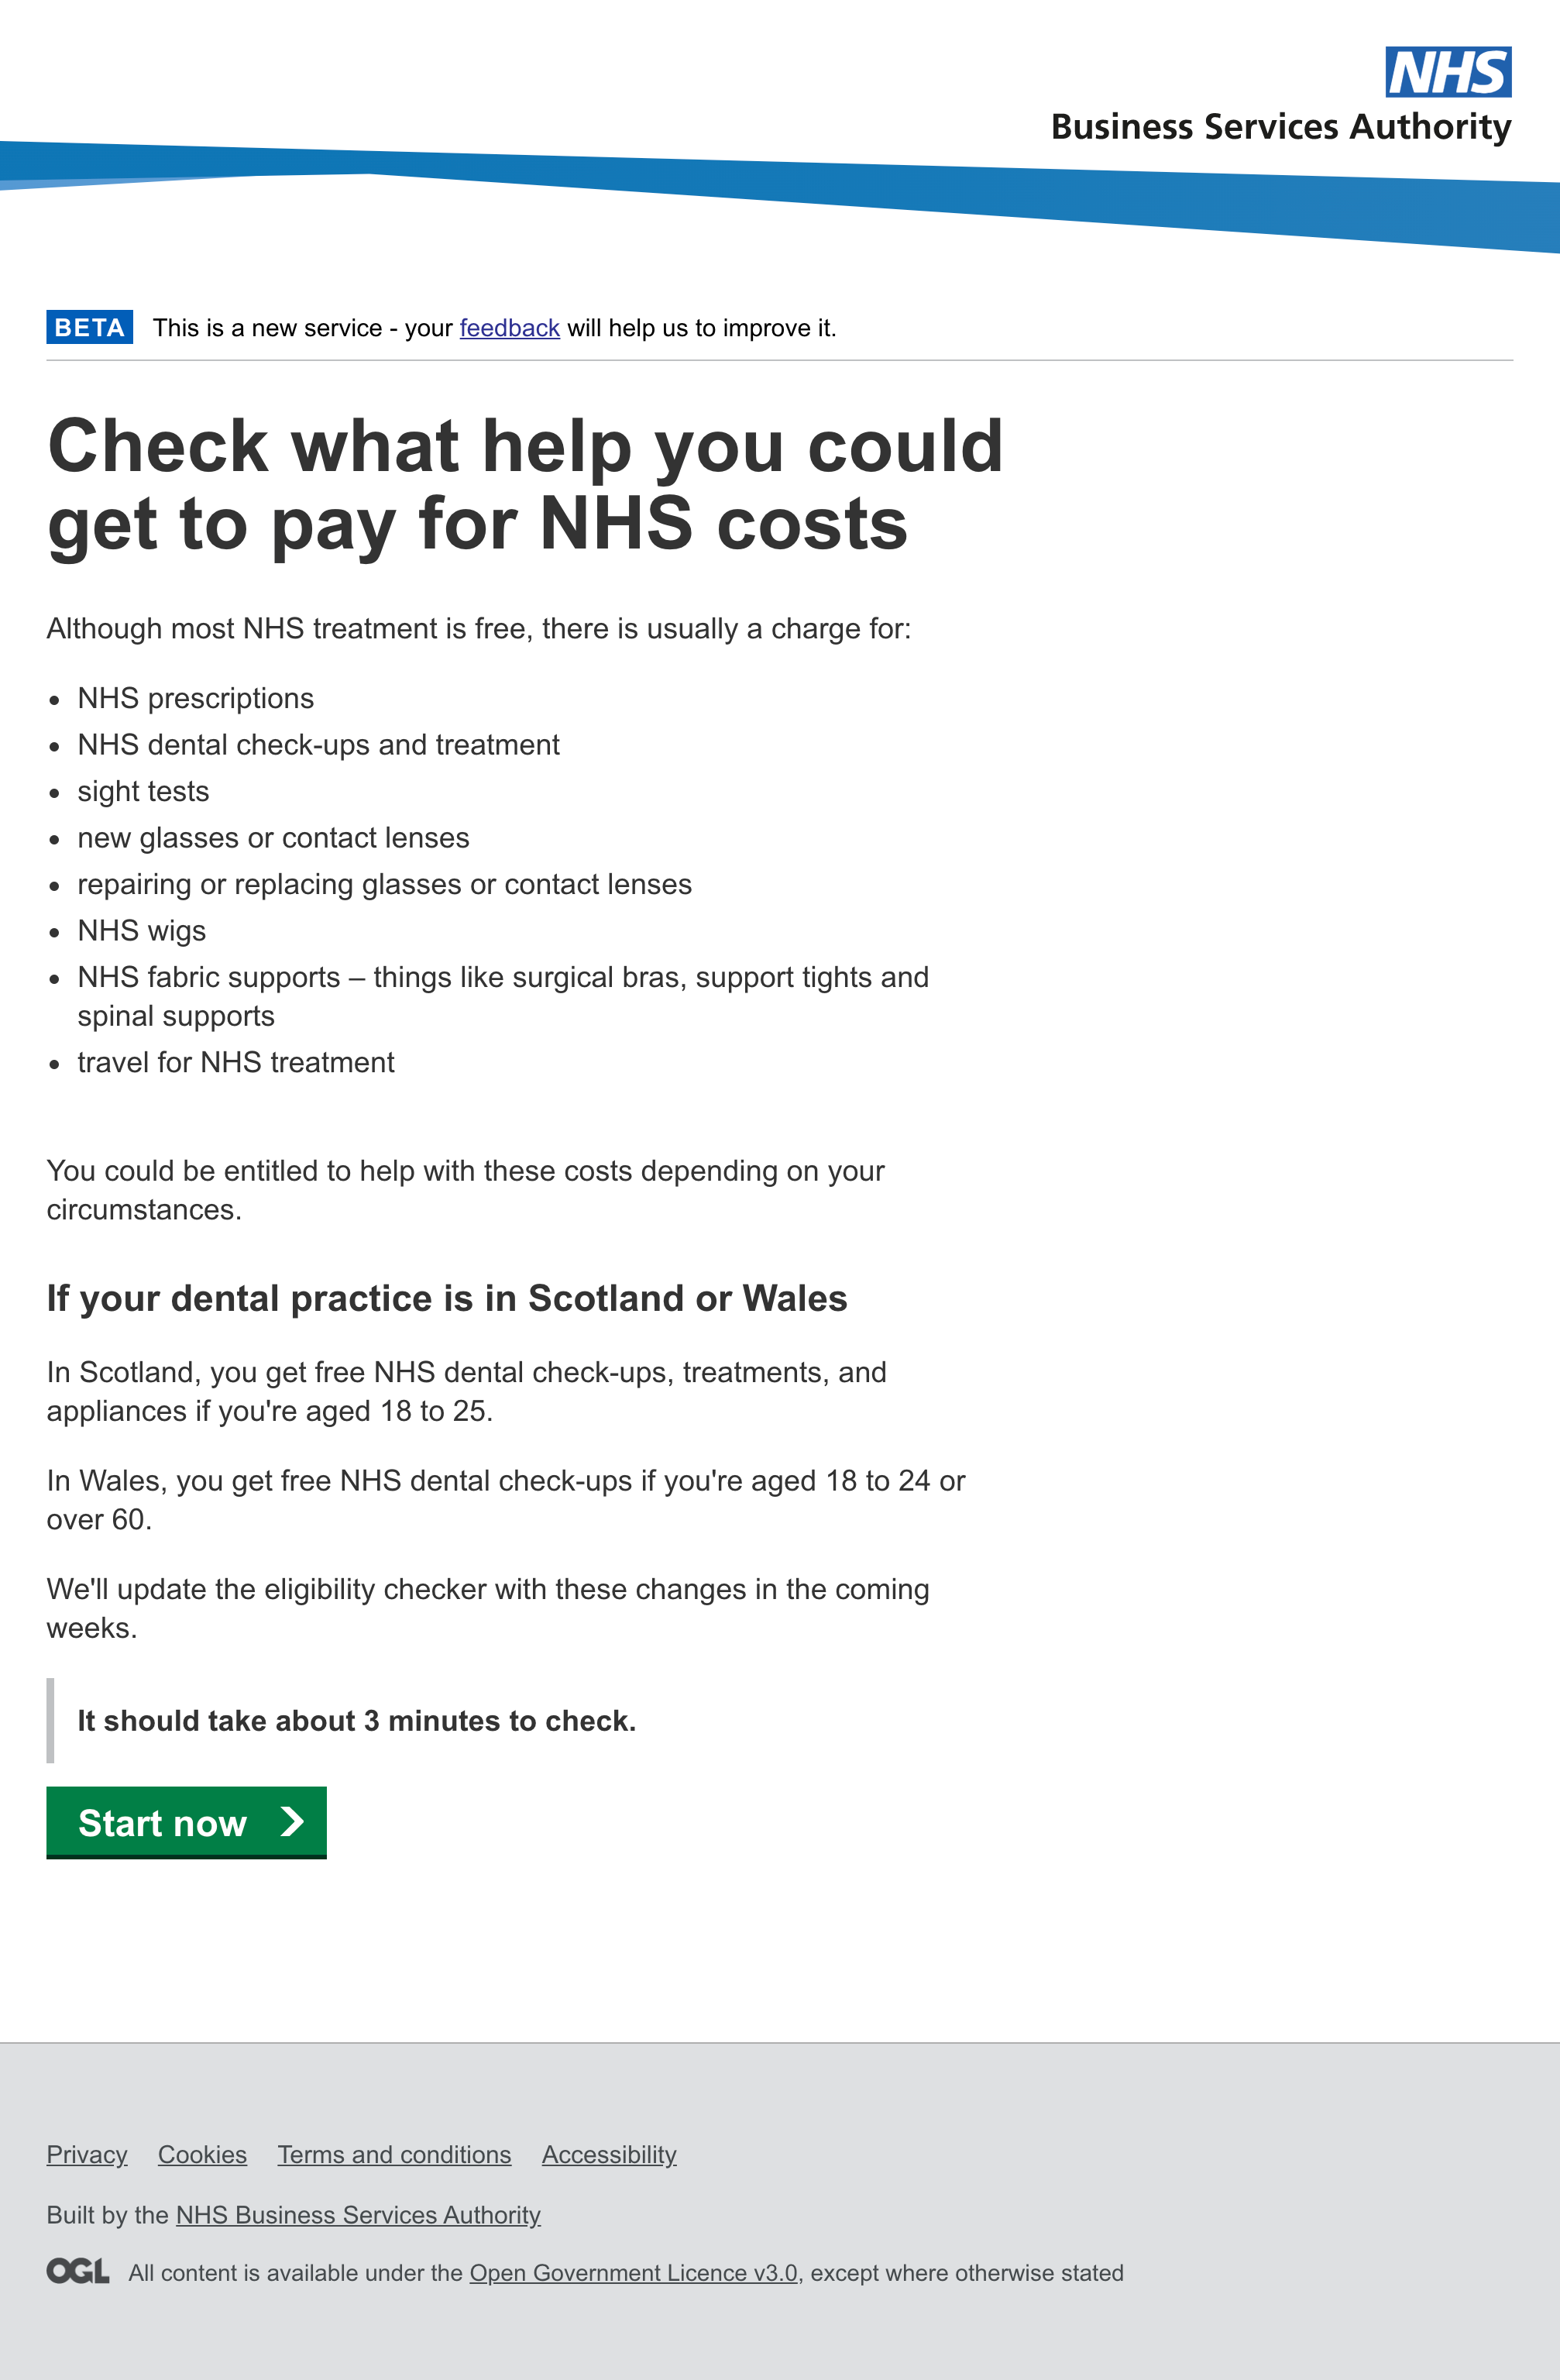 NHS
Business Services Authority
BETA This is a new service - your feedback will help us to improve it.
Check what help you could
get to pay for NHS costs
Although most NHS treatment is free, there is usually a charge for:
• NHS prescriptions
• NHS dental check-ups and treatment
• sight tests
• new glasses or contact lenses
• repairing or replacing glasses or contact lenses
• NHS wigs
• NHS fabric supports – things like surgical bras, support tights and
spinal supports
• travel for NHS treatment
You could be entitled to help with these costs depending on your
circumstances.
If your dental practice is in Scotland or Wales
In Scotland, you get free NHS dental check-ups, treatments, and
appliances if you're aged 18 to 25.
In Wales, you get free NHS dental check-ups if you're aged 18 to 24 or
over 60.
We'll update the eligibility checker with these changes in the coming
weeks.
It should take about 3 minutes to check.
Start now
Privacy Cookies Terms and conditions Accessibility
Built by the NHS Business Services Authority
OGL All content is available under the Open Government Licence v3.0, except where otherwise stated